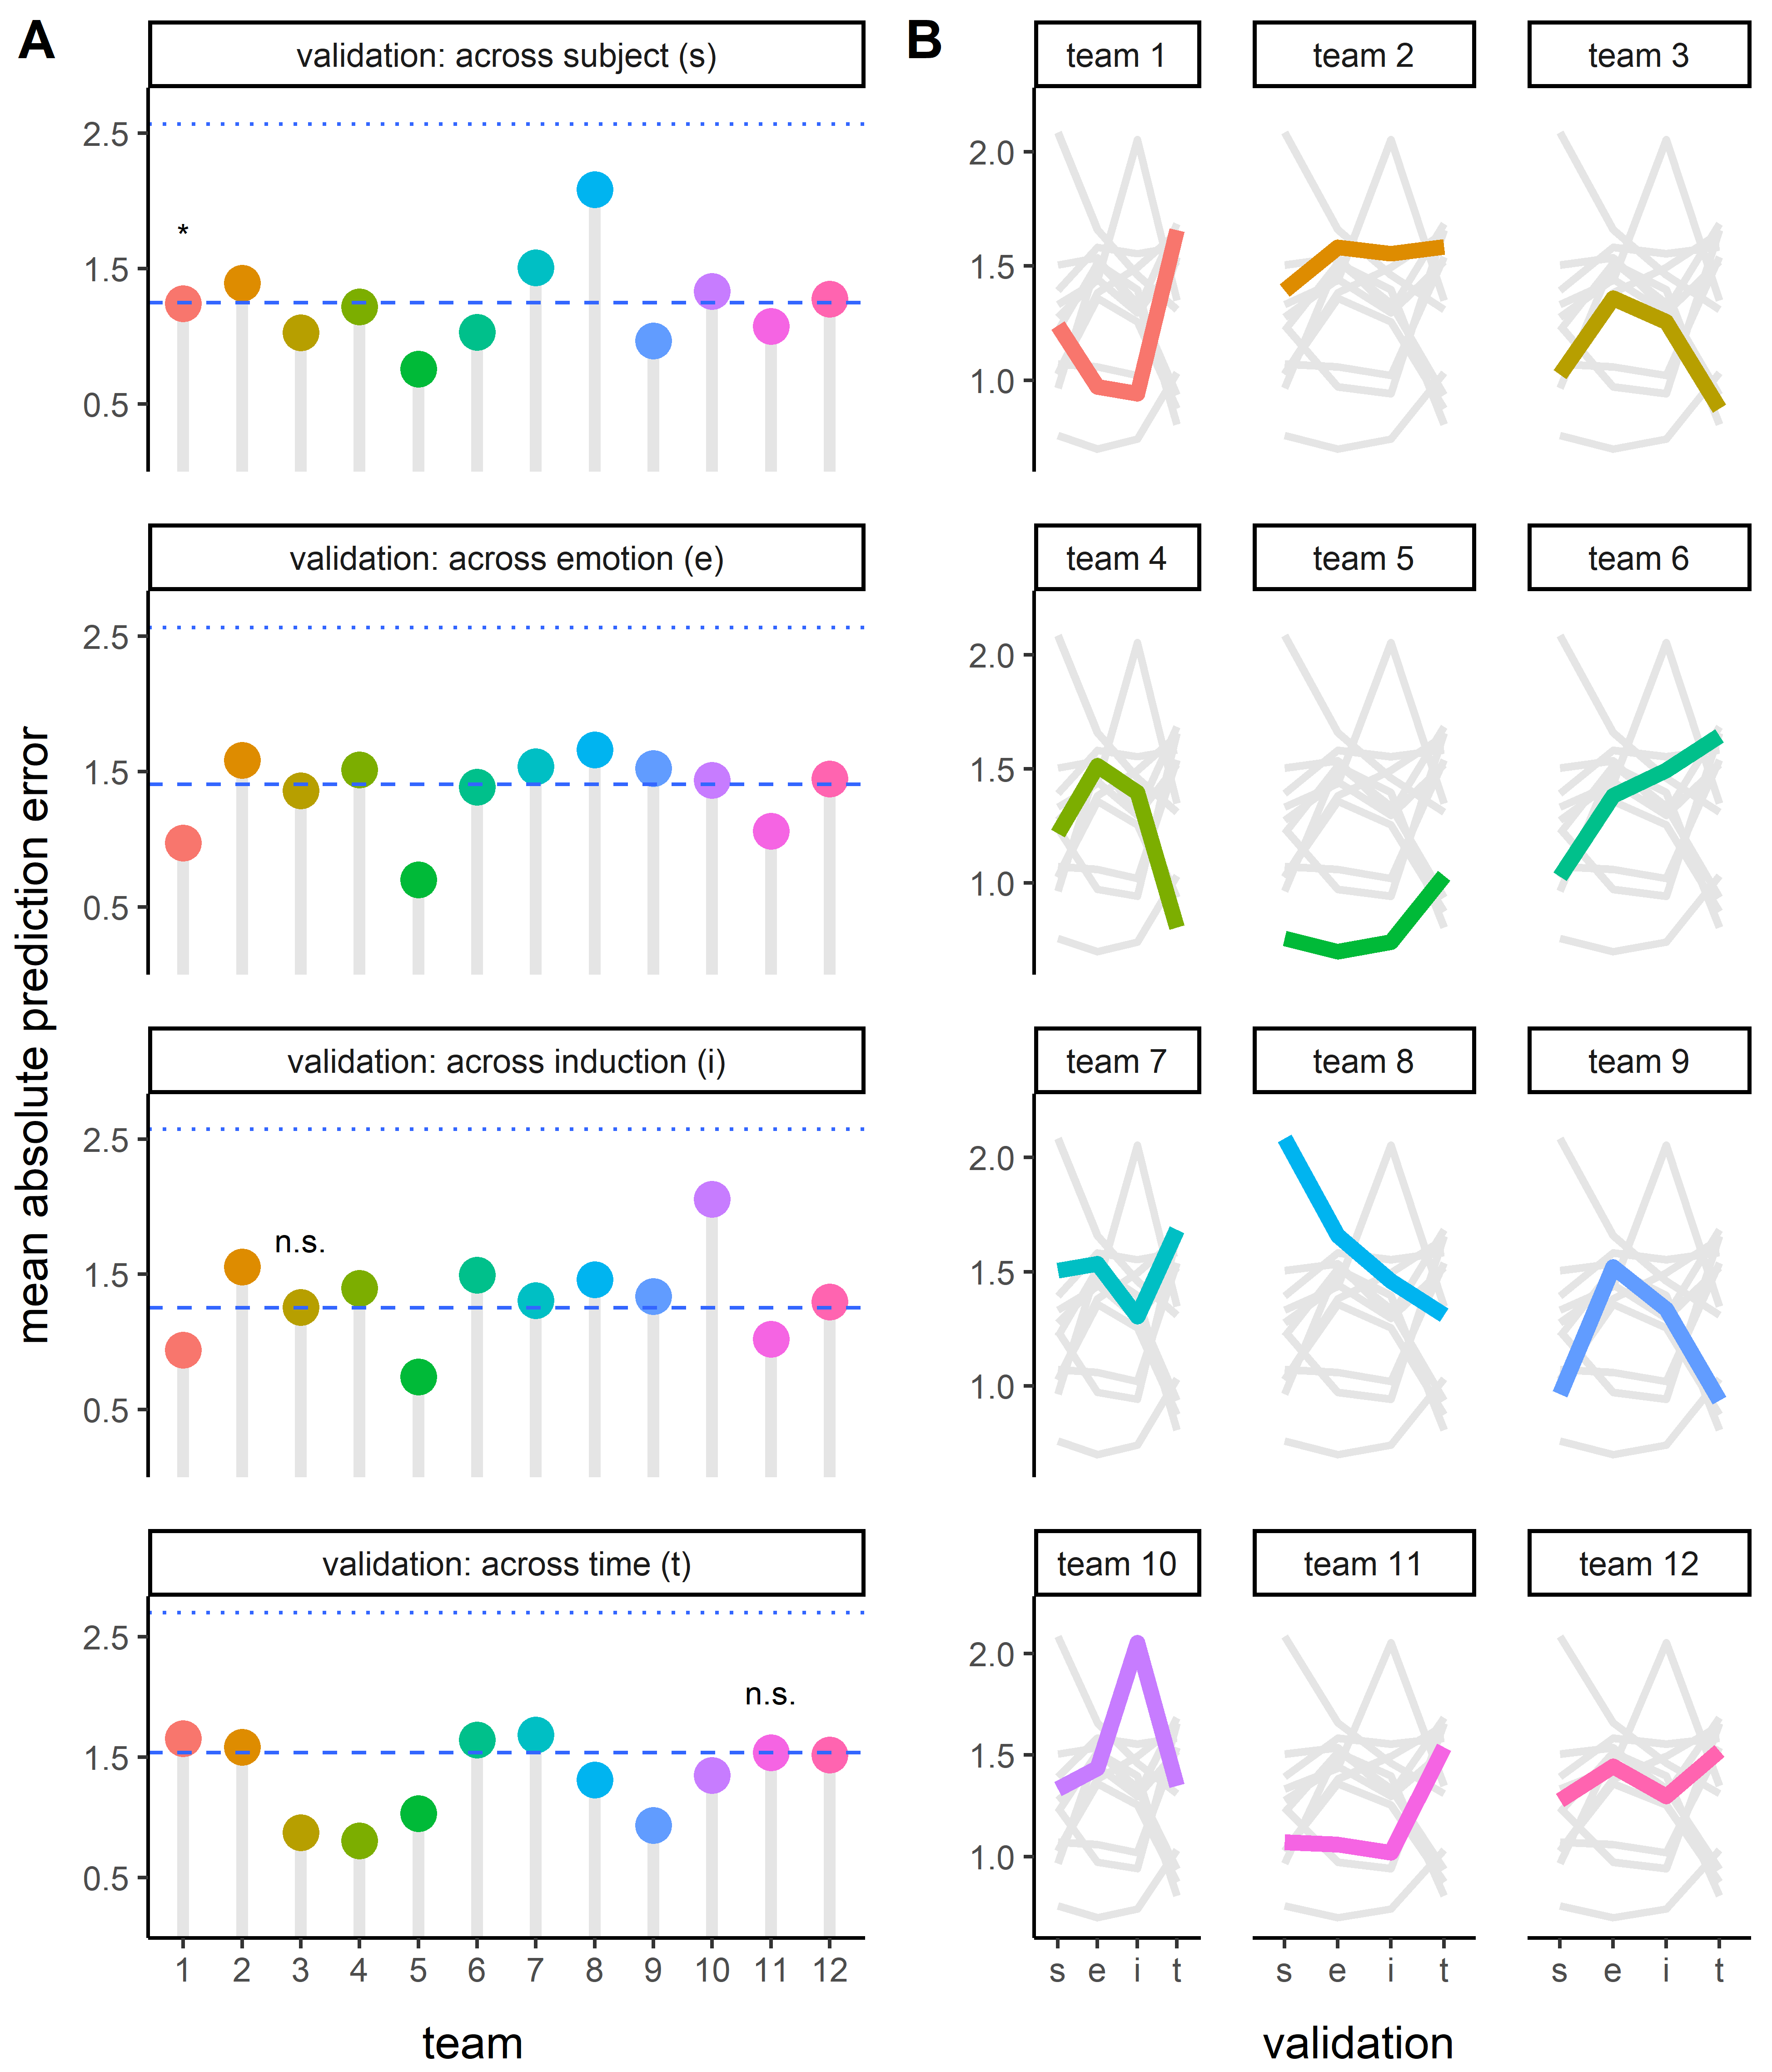 A
validation: across subject (s)
2.5
1.5
0.5
*
validation: across emotion (e)
2.5
1.5
0.5
validation: across induction (i)
2.5
1.5
0.5
n.s.
validation: across time (t)
2.5
1.5
0.5
n.s.
1 2 3 4 5 6 7 8 9 10 11 12
team
mean absolute prediction error
B
team 1 team 2 team 3
2.0
1.5
1.0
team 4 team 5 team 6
2.0
1.5
1.0
team 7 team 8 team 9
2.0
1.5
1.0
team 10 team 11 team 12
2.0
1.5
1.0
s e i t s e i t s e i t
validation